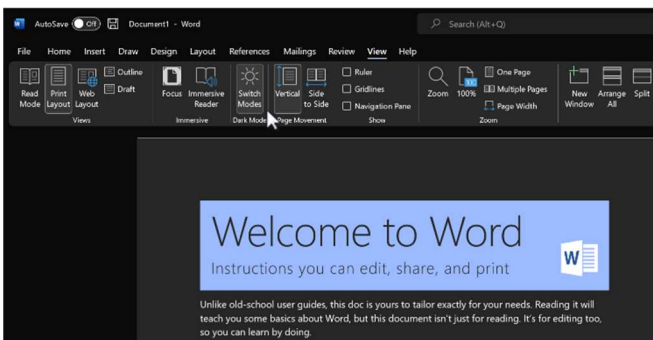 AutoSave Off Document1 - Word Search (Alt+Q)
File Home Insert Draw Design Layout References Mailings Review View Help
Read Mode
Print Layout
Web Layout
Outline
Draft
Views
Focus
Immersive Reader
Immersive
Switch Modes
Dark Mode
Vertical
Side to Side
Page Movement
Ruler
Gridlines
Navigation Pane
Show
Zoom
100%
One Page
Multiple Pages
Page Width
Zoom
New Window
Arrange All
Split
Welcome to Word
Instructions you can edit, share, and print
W
Unlike old-school user guides, this doc is yours to tailor exactly for your needs. Reading it will
teach you some basics about Word, but this document isn't just for reading. It's for editing too,
so you can learn by doing.